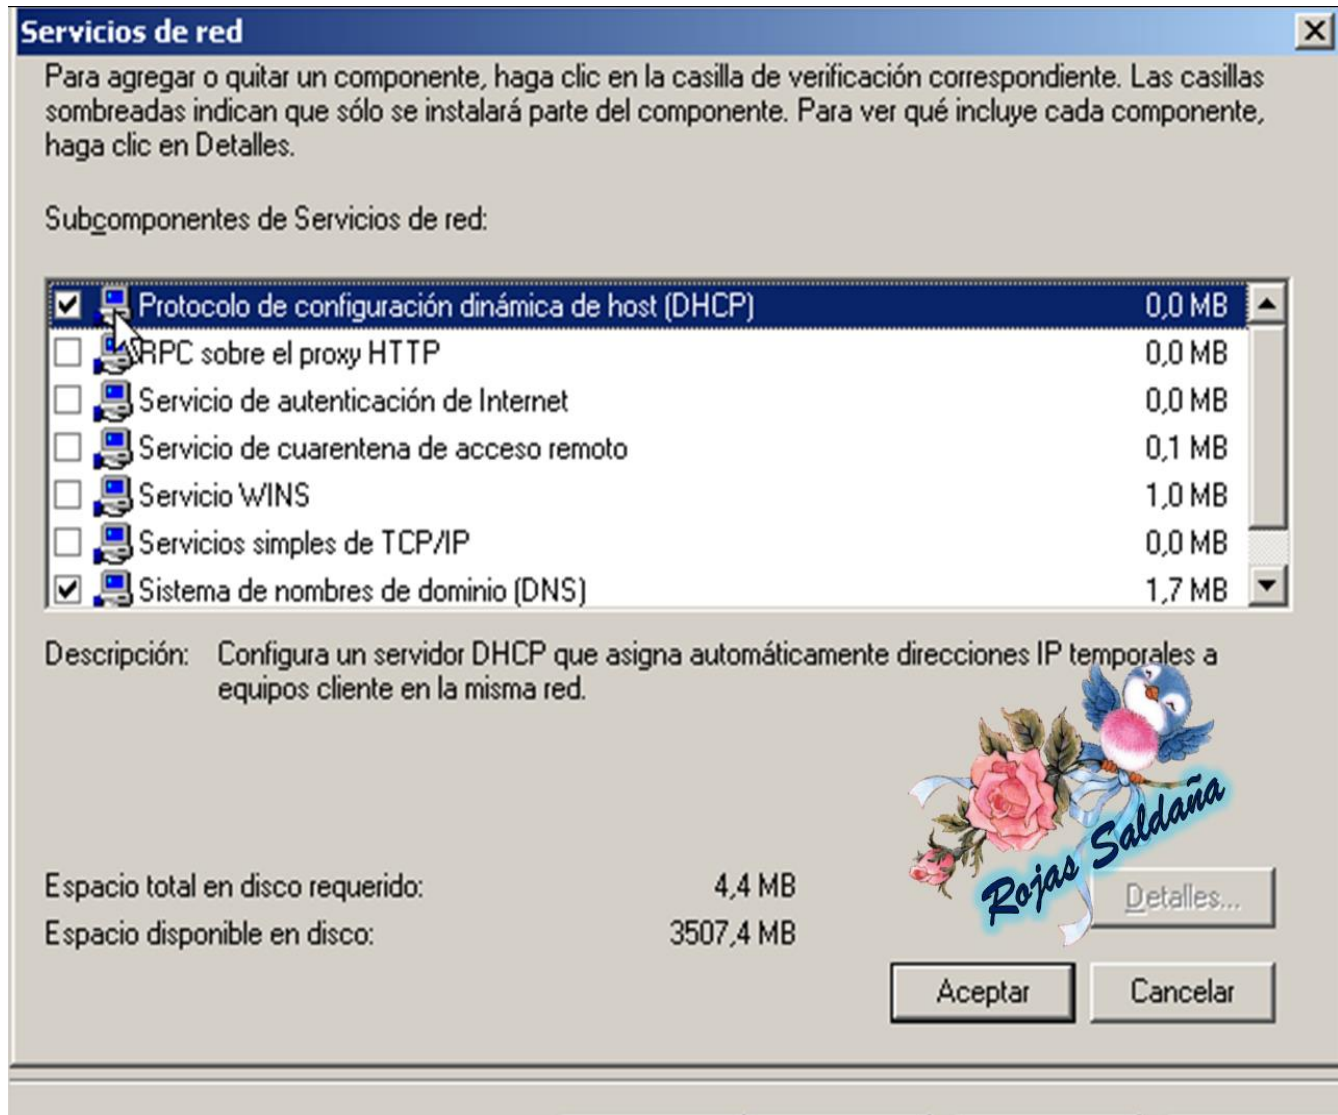 Servicios de red
Para agregar o quitar un componente, haga clic en la casilla de verificación correspondiente. Las casillas
sombreadas indican que sólo se instalará parte del componente. Para ver qué incluye cada componente,
haga clic en Detalles.
Subcomponentes de Servicios de red:
Protocolo de configuración dinámica de host (DHCP) 0,0 MB
RPC sobre el proxy HTTP 0,0 MB
Servicio de autenticación de Internet 0,0 MB
Servicio de cuarentena de acceso remoto 0,1 MB
Servicio WINS 1,0 MB
Servicios simples de TCP/IP 0,0 MB
Sistema de nombres de dominio (DNS) 1,7 MB
Descripción: Configura un servidor DHCP que asigna automáticamente direcciones IP temporales a
equipos cliente en la misma red.
Rojas Saldaña
Espacio total en disco requerido: 4,4 MB
Detalles...
Espacio disponible en disco: 3507,4 MB
Aceptar Cancelar